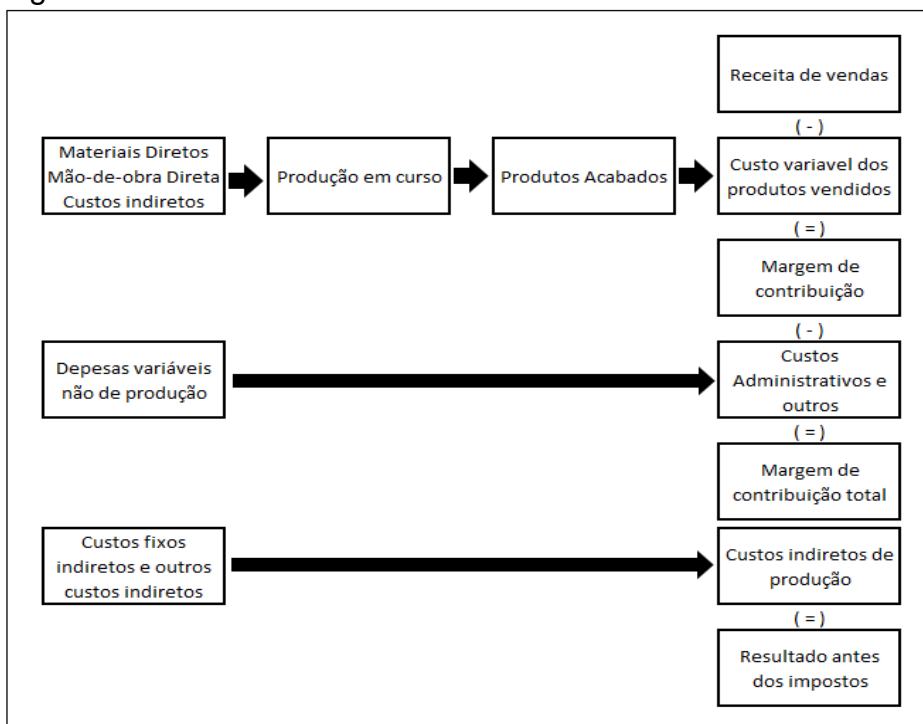 Receita de vendas
( - )
Materiais Diretos
Mão-de-obra Direta
Custos indiretos
Produção em curso
Produtos Acabados
Custo variavel dos
produtos vendidos
( = )
Margem de
contribuição
( - )
Depesas variáveis
não de produção
Custos
Administrativos e
outros
( = )
Margem de
contribuição total
Custos fixos
indiretos e outros
custos indiretos
Custos indiretos de
produção
( = )
Resultado antes
dos impostos